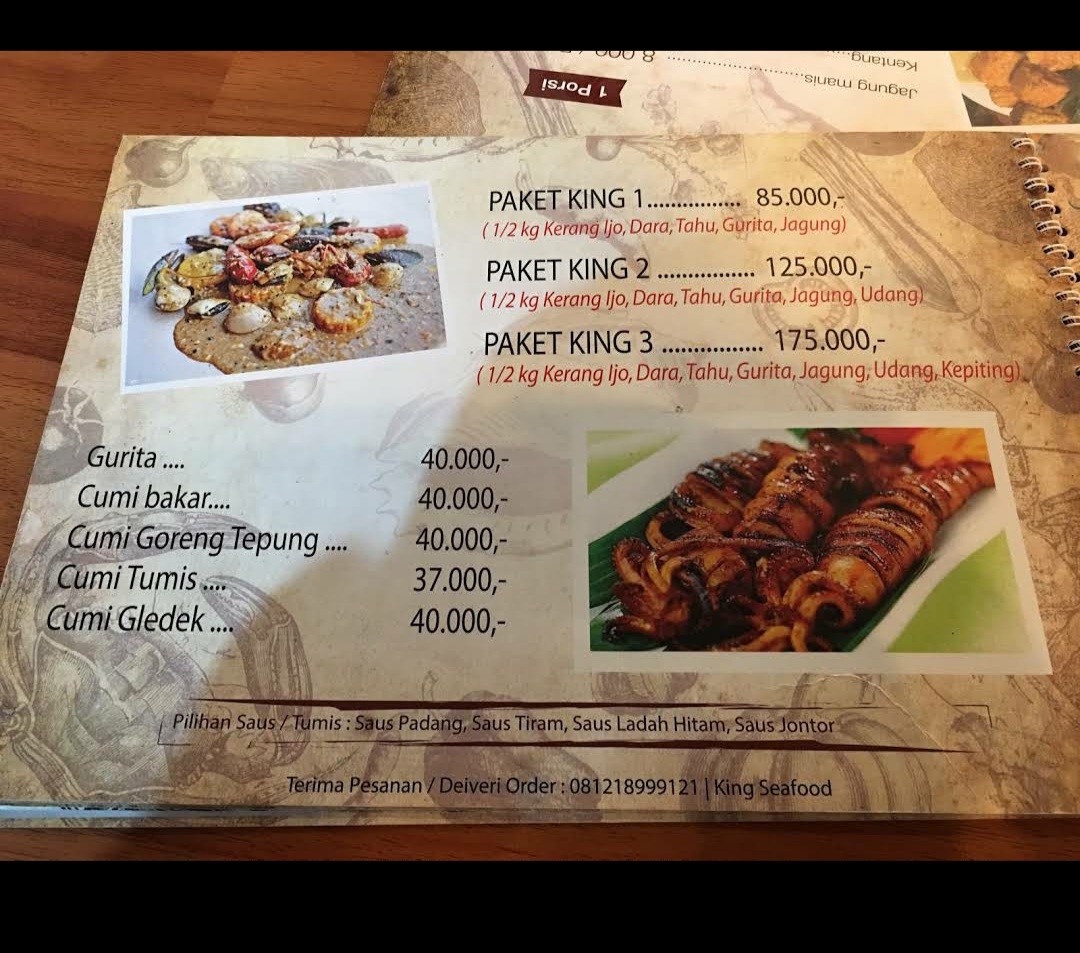 Kentang....
Jagung manis........................................ 8.000
1 Porsi
PAKET KING 1............... 85.000,-
( 1/2 kg Kerang Ijo, Dara, Tahu, Gurita, Jagung)
PAKET KING 2 ................ 125.000,-
( 1/2 kg Kerang Ijo, Dara, Tahu, Gurita, Jagung, Udang)
PAKET KING 3 ................ 175.000,-
( 1/2 kg Kerang Ijo, Dara, Tahu, Gurita, Jagung, Udang, Kepiting)
Gurita .... 40.000,-
Cumi bakar.... 40.000,-
Cumi Goreng Tepung .... 40.000,-
Cumi Tumis .... 37.000,-
Cumi Gledek .... 40.000,-
Pilihan Saus / Tumis : Saus Padang, Saus Tiram, Saus Ladah Hitam, Saus Jontor
Terima Pesanan / Deiveri Order : 081218999121 | King Seafood